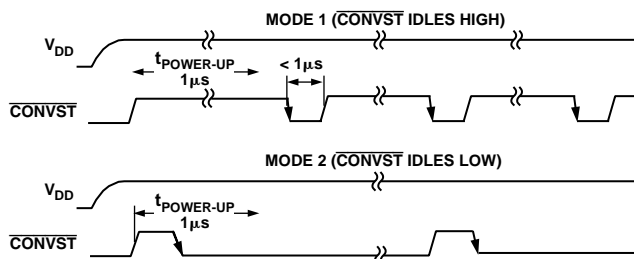 MODE 1 (CONVST IDLES HIGH)
VDD
tPOWER-UP
1µs
< 1µs
CONVST
MODE 2 (CONVST IDLES LOW)
VDD
tPOWER-UP
1µs
CONVST